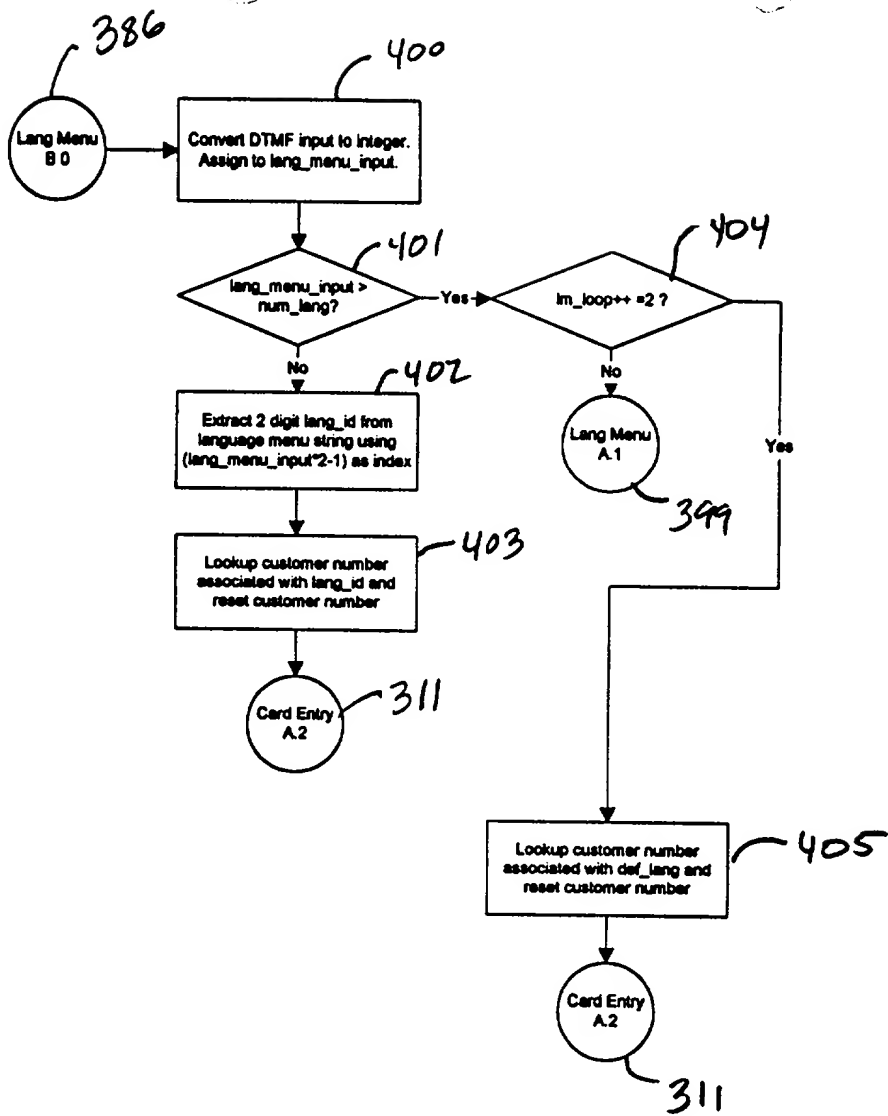 386
Lang Menu
B 0
400
Convert DTMF input to integer.
Assign to lang_menu_input.
401
lang_menu_input >
num_lang?
Yes
404
lm_loop++ =2 ?
No
402
Extract 2 digit lang_id from
language menu string using
(lang_menu_input*2-1) as index
No
Lang Menu
A.1
399
Yes
403
Lookup customer number
associated with lang_id and
reset customer number
Card Entry
A.2
311
Lookup customer number
associated with def_lang and
reset customer number
405
Card Entry
A.2
311